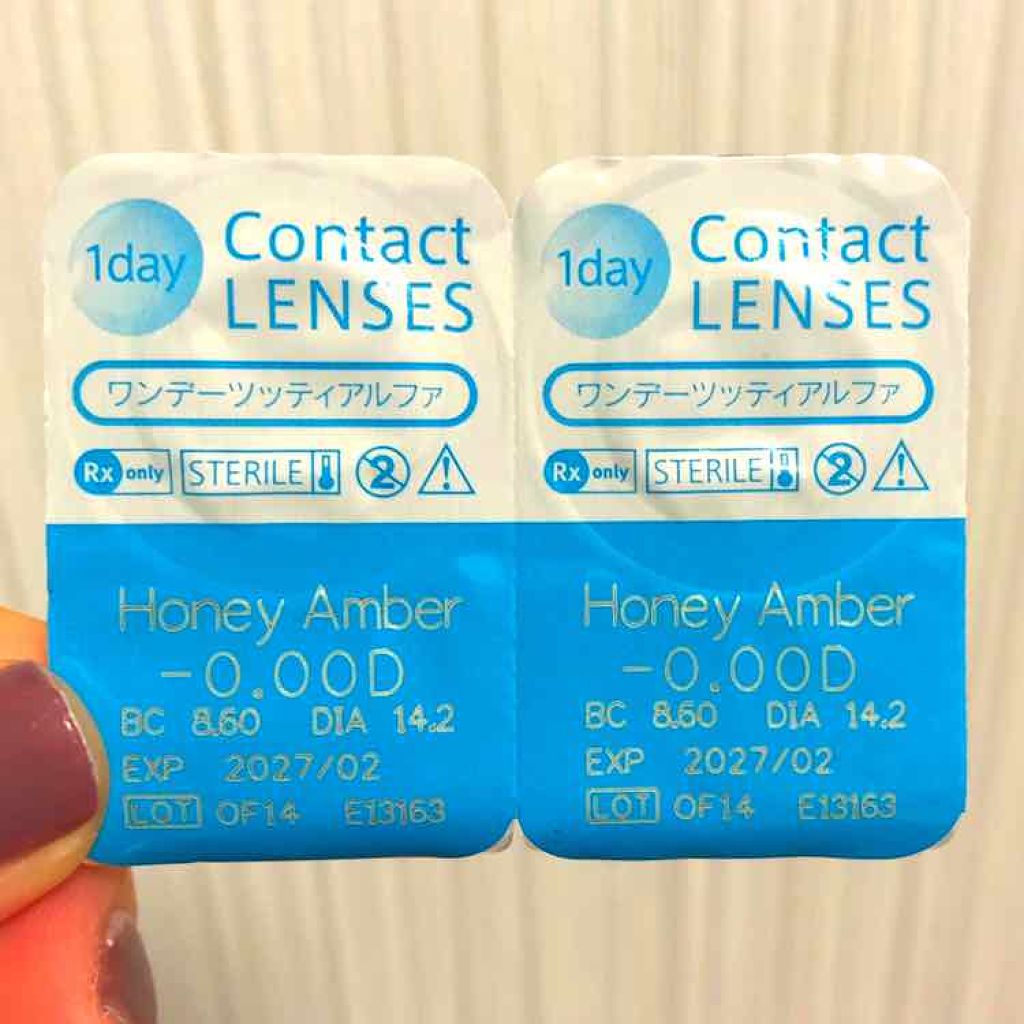 1day
Contact
LENSES
ワンデーツッティアルファ
Rx only
STERILE
2
Honey Amber
-0.00D
BC 8.60 DIA 14.2
EXP 2027/02
LOT OF14 E13163
1day
Contact
LENSES
ワンデーツッティアルファ
Rx only
STERILE
2
Honey Amber
-0.00D
BC 8.60 DIA 14.2
EXP 2027/02
LOT OF14 E13163